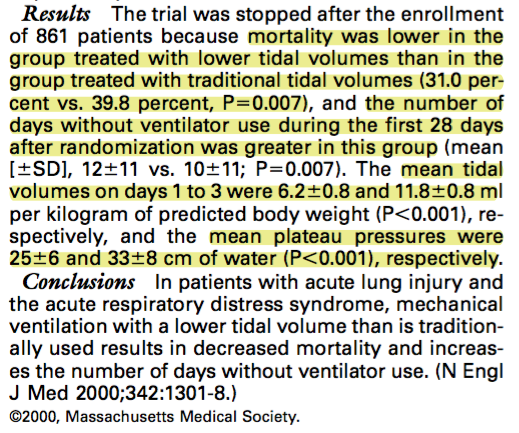 Results The trial was stopped after the enrollment
of 861 patients because mortality was lower in the
group treated with lower tidal volumes than in the
group treated with traditional tidal volumes (31.0 per-
cent vs. 39.8 percent, P=0.007), and the number of
days without ventilator use during the first 28 days
after randomization was greater in this group (mean
[±SD], 12±11 vs. 10±11; P=0.007). The mean tidal
volumes on days 1 to 3 were 6.2±0.8 and 11.8±0.8 ml
per kilogram of predicted body weight (P<0.001), re-
spectively, and the mean plateau pressures were
25±6 and 33±8 cm of water (P<0.001), respectively.
Conclusions In patients with acute lung injury and
the acute respiratory distress syndrome, mechanical
ventilation with a lower tidal volume than is tradition-
ally used results in decreased mortality and increas-
es the number of days without ventilator use. (N Engl
J Med 2000;342:1301-8.)
©2000, Massachusetts Medical Society.